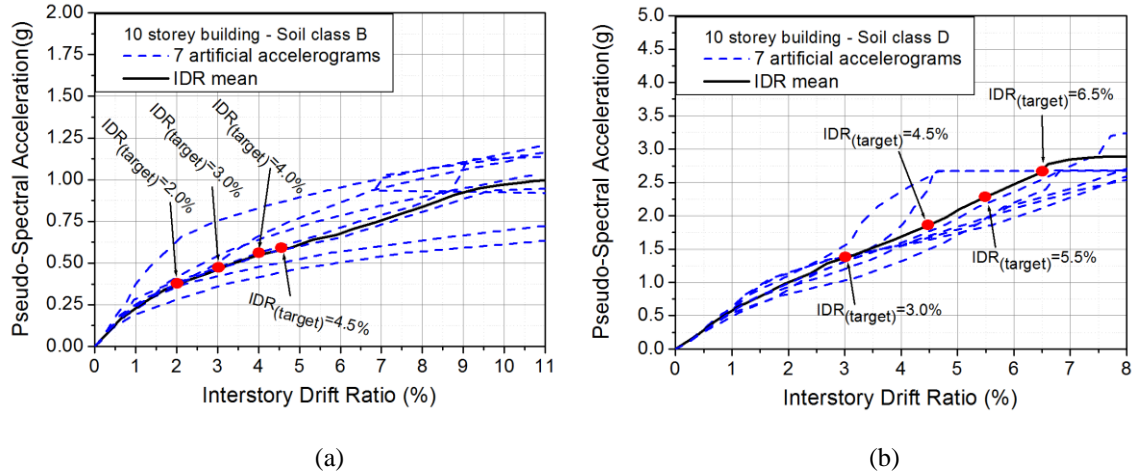 10 storey building - Soil class B
7 artificial accelerograms
IDR mean
Pseudo-Spectral Acceleration(g)
2.00
1.75
1.50
1.25
1.00
0.75
0.50
0.25
0.00
IDR(target)=2.0%
IDR(target)=3.0%
IDR(target)=4.0%
IDR(target)=4.5%
0 1 2 3 4 5 6 7 8 9 10 11
Interstory Drift Ratio (%)
(a)
10 storey building - Soil class D
7 artificial accelerograms
IDR mean
Pseudo-Spectral Acceleration(g)
5.0
4.5
4.0
3.5
3.0
2.5
2.0
1.5
1.0
0.5
0.0
IDR(target)=6.5%
IDR(target)=4.5%
IDR(target)=5.5%
IDR(target)=3.0%
0 1 2 3 4 5 6 7 8
Interstory Drift Ratio (%)
(b)